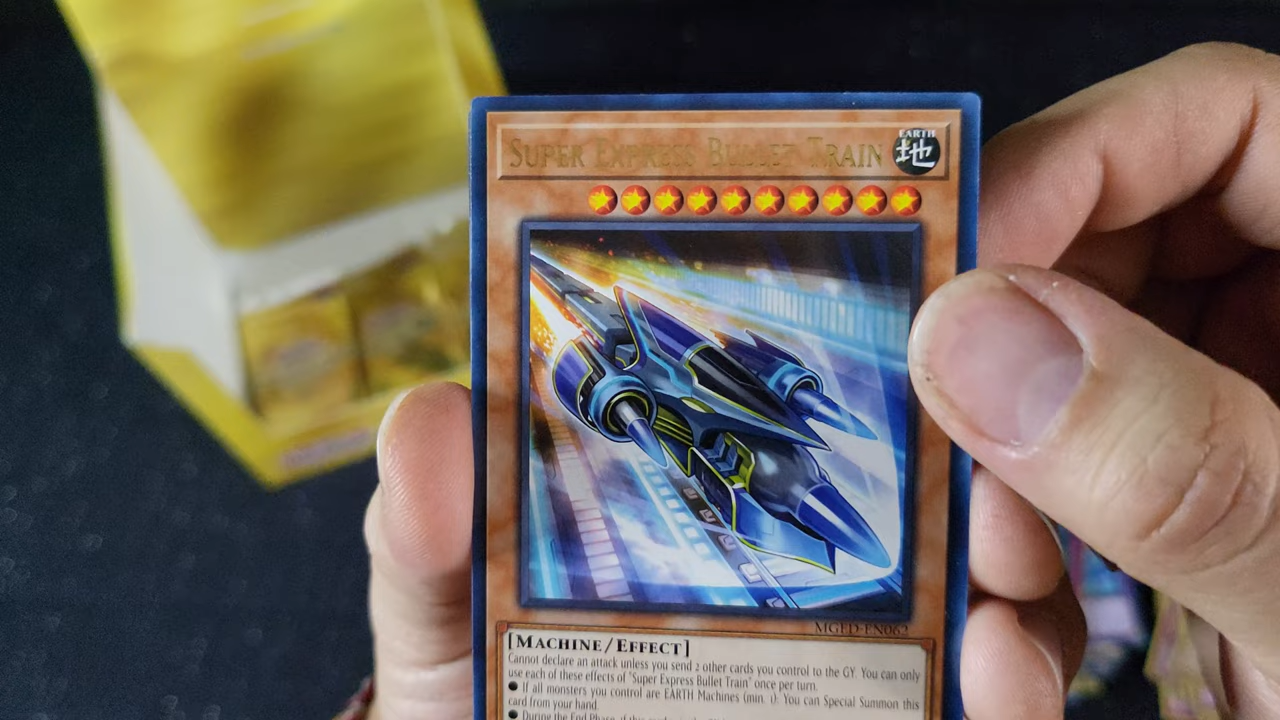 SUPER EXPRESS BULLET TRAIN
EARTH
地
MGED-EN062
[MACHINE/EFFECT]
Cannot declare an attack unless you send 2 other cards you control to the GY. You can only
use each of these effects of "Super Express Bullet Train" once per turn.
● If all monsters you control are EARTH Machines (min. 1): You can Special Summon this
card from your hand.
● During the End Phase, if this